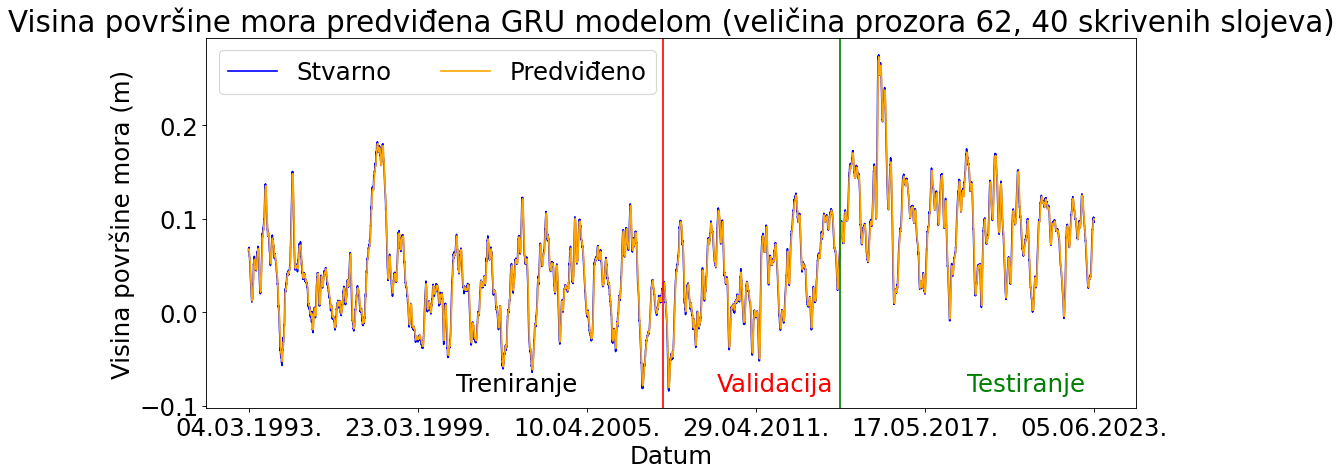 Visina površine mora predviđena GRU modelom (veličina prozora 62, 40 skrivenih slojeva)
Stvarno Predviđeno
Visina površine mora (m)
0.2
0.1
0.0
−0.1
Treniranje Validacija Testiranje
04.03.1993. 23.03.1999. 10.04.2005. 29.04.2011. 17.05.2017. 05.06.2023.
Datum